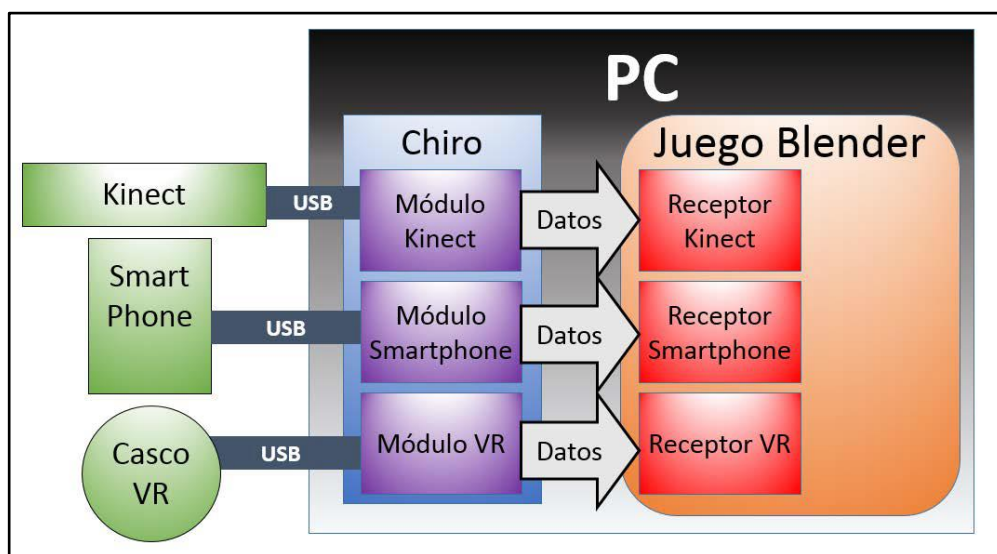 PC
Chiro
Juego Blender
Kinect
USB
Módulo
Kinect
Datos
Receptor
Kinect
Smart
Phone
USB
Módulo
Smartphone
Datos
Receptor
Smartphone
Casco
VR
USB
Módulo VR
Datos
Receptor VR